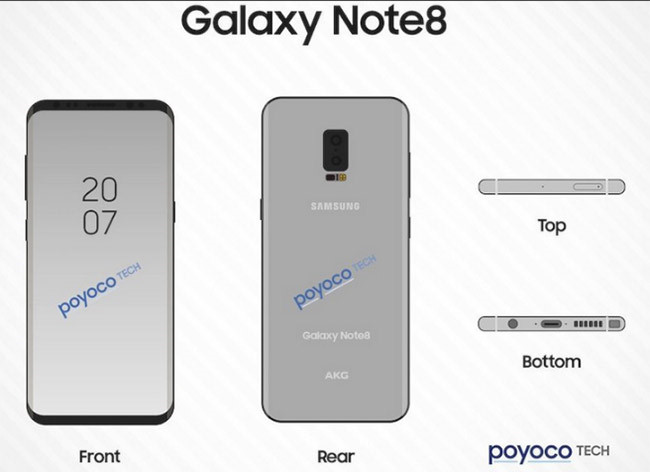 Galaxy Note8
20
07
poyoco TECH
SAMSUNG
poyoco TECH
Galaxy Note8
AKG
Top
Bottom
Front
Rear
poyoco TECH